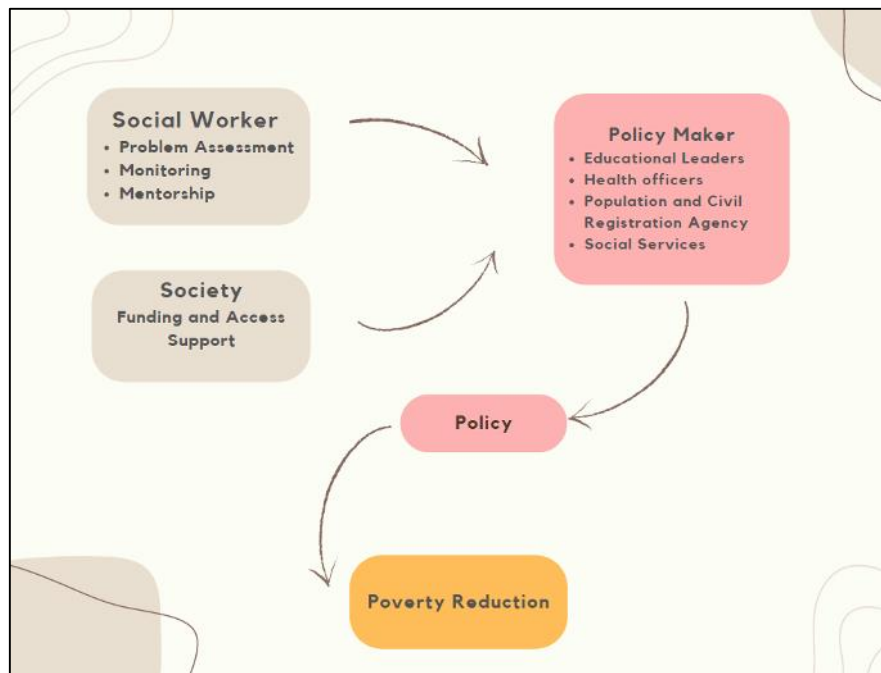 Social Worker
• Problem Assessment
• Monitoring
• Mentorship
Society
Funding and Access
Support
Policy Maker
• Educational Leaders
• Health officers
• Population and Civil
Registration Agency
• Social Services
Policy
Poverty Reduction